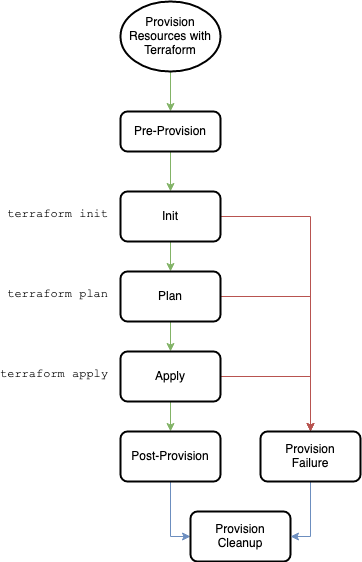 Provision
Resources with
Terraform
Pre-Provision
terraform init
Init
terraform plan
Plan
terraform apply
Apply
Post-Provision
Provision
Failure
Provision
Cleanup